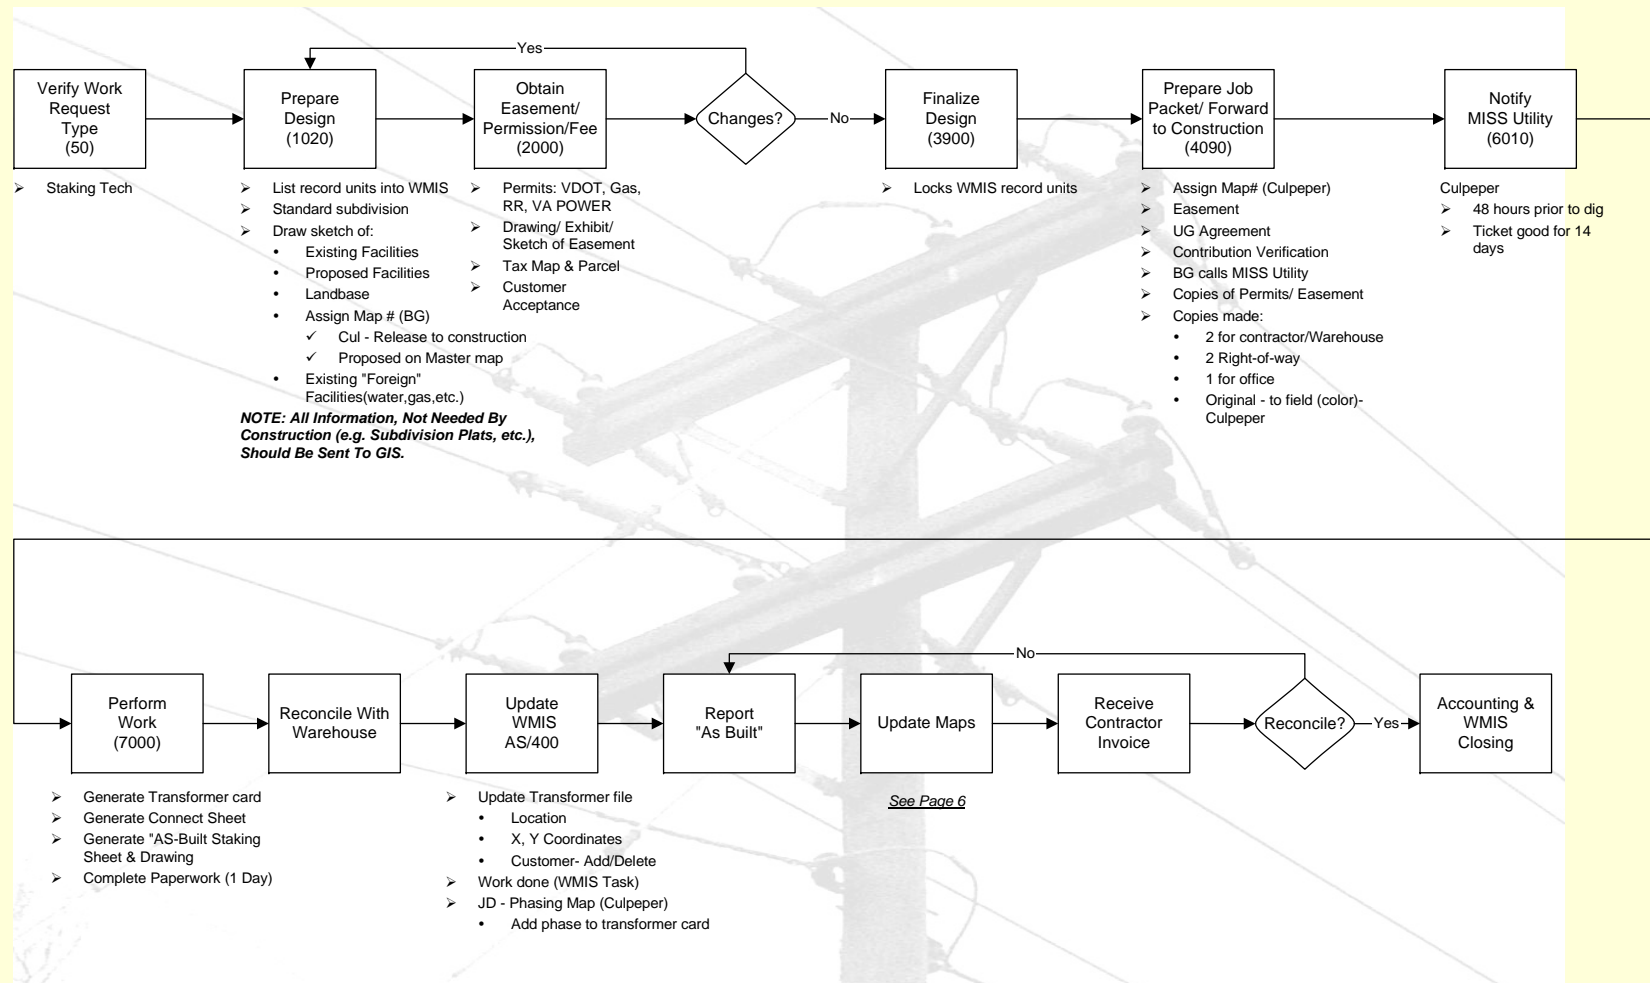 Yes
Verify Work
Request
Type
(50)
Prepare
Design
(1020)
Obtain
Easement/
Permission/Fee
(2000)
Changes?
No
Finalize
Design
(3900)
Prepare Job
Packet/ Forward
to Construction
(4090)
Notify
MISS Utility
(6010)
➢ Staking Tech
➢ List record units into WMIS
➢ Standard subdivision
➢ Draw sketch of:
• Existing Facilities
• Proposed Facilities
• Landbase
• Assign Map # (BG)
✓ Cul - Release to construction
✓ Proposed on Master map
• Existing "Foreign"
Facilities(water,gas,etc.)
NOTE: All Information, Not Needed By
Construction (e.g. Subdivision Plats, etc.),
Should Be Sent To GIS.
➢ Permits: VDOT, Gas,
RR, VA POWER
➢ Drawing/ Exhibit/
Sketch of Easement
➢ Tax Map & Parcel
➢ Customer
Acceptance
➢ Locks WMIS record units
➢ Assign Map# (Culpeper)
➢ Easement
➢ UG Agreement
➢ Contribution Verification
➢ BG calls MISS Utility
➢ Copies of Permits/ Easement
➢ Copies made:
• 2 for contractor/Warehouse
• 2 Right-of-way
• 1 for office
• Original - to field (color)-
Culpeper
Culpeper
➢ 48 hours prior to dig
➢ Ticket good for 14
days
No
Perform
Work
(7000)
Reconcile With
Warehouse
Update
WMIS
AS/400
Report
"As Built"
Update Maps
Receive
Contractor
Invoice
Reconcile?
Yes
Accounting &
WMIS
Closing
➢ Generate Transformer card
➢ Generate Connect Sheet
➢ Generate "AS-Built Staking
Sheet & Drawing
➢ Complete Paperwork (1 Day)
➢ Update Transformer file
• Location
• X, Y Coordinates
• Customer- Add/Delete
➢ Work done (WMIS Task)
➢ JD - Phasing Map (Culpeper)
• Add phase to transformer card
See Page 6